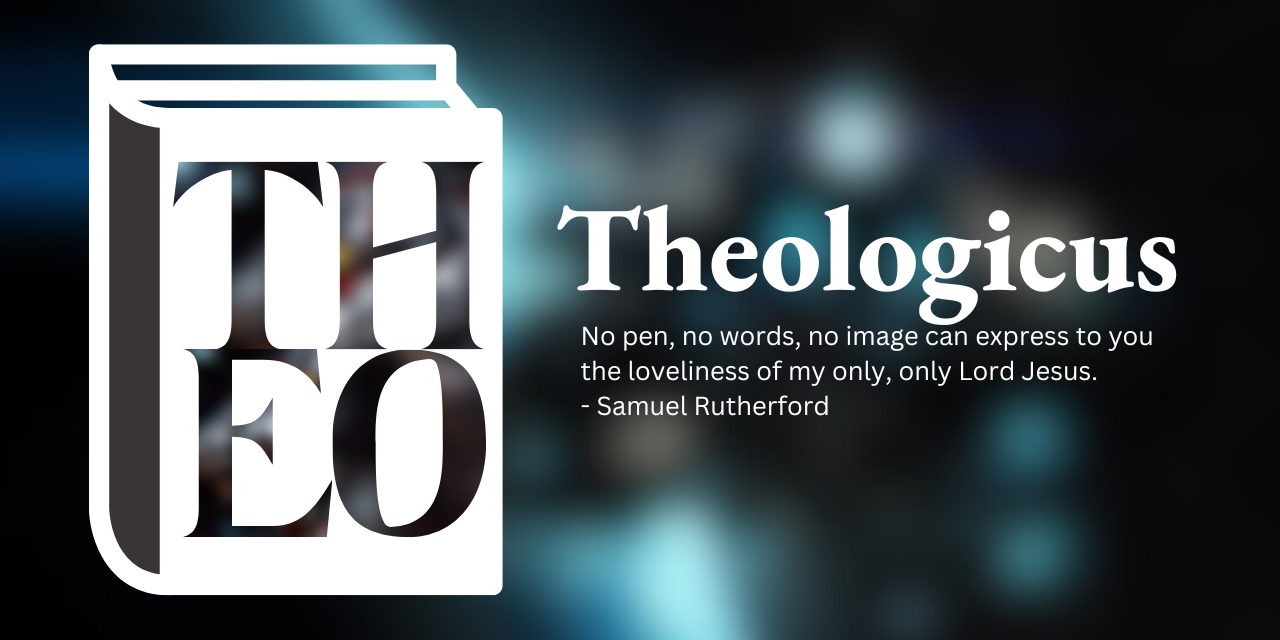 TH
EO
Theologicus
No pen, no words, no image can express to you
the loveliness of my only, only Lord Jesus.
- Samuel Rutherford